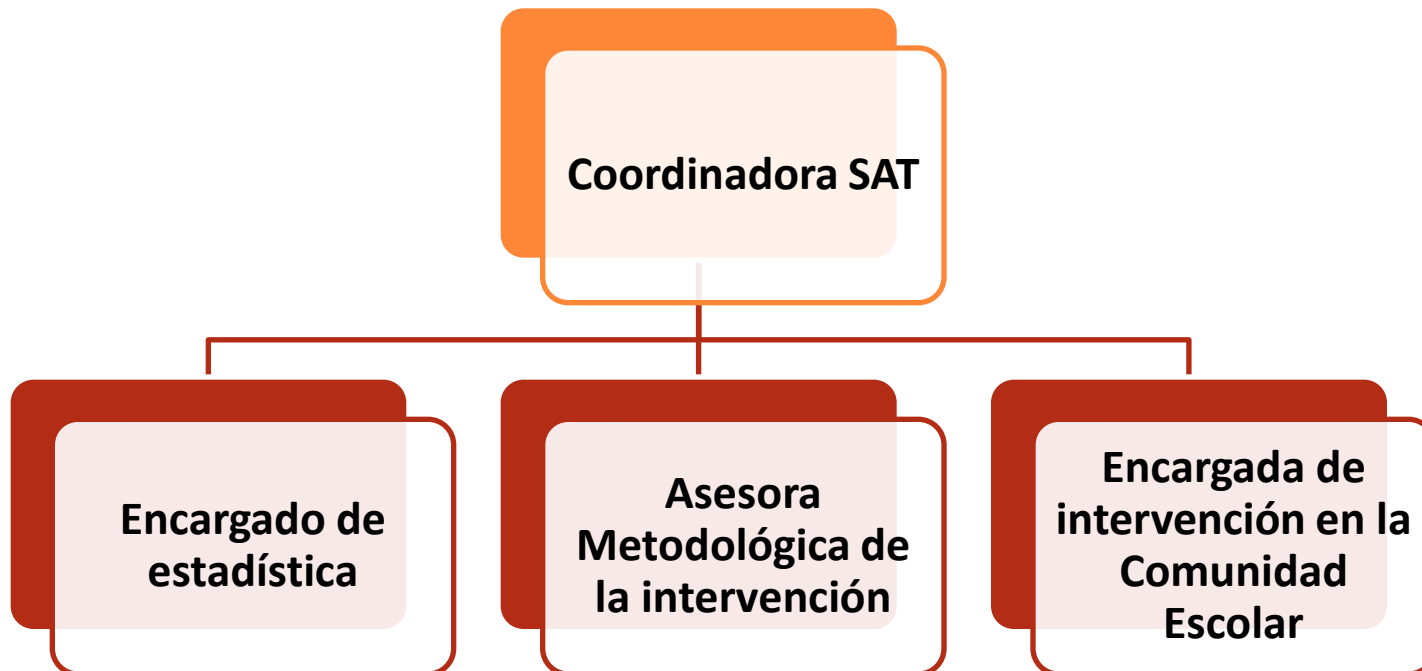 Coordinadora SAT
Encargado de
estadística
Asesora
Metodológica de
la intervención
Encargada de
intervención en la
Comunidad
Escolar